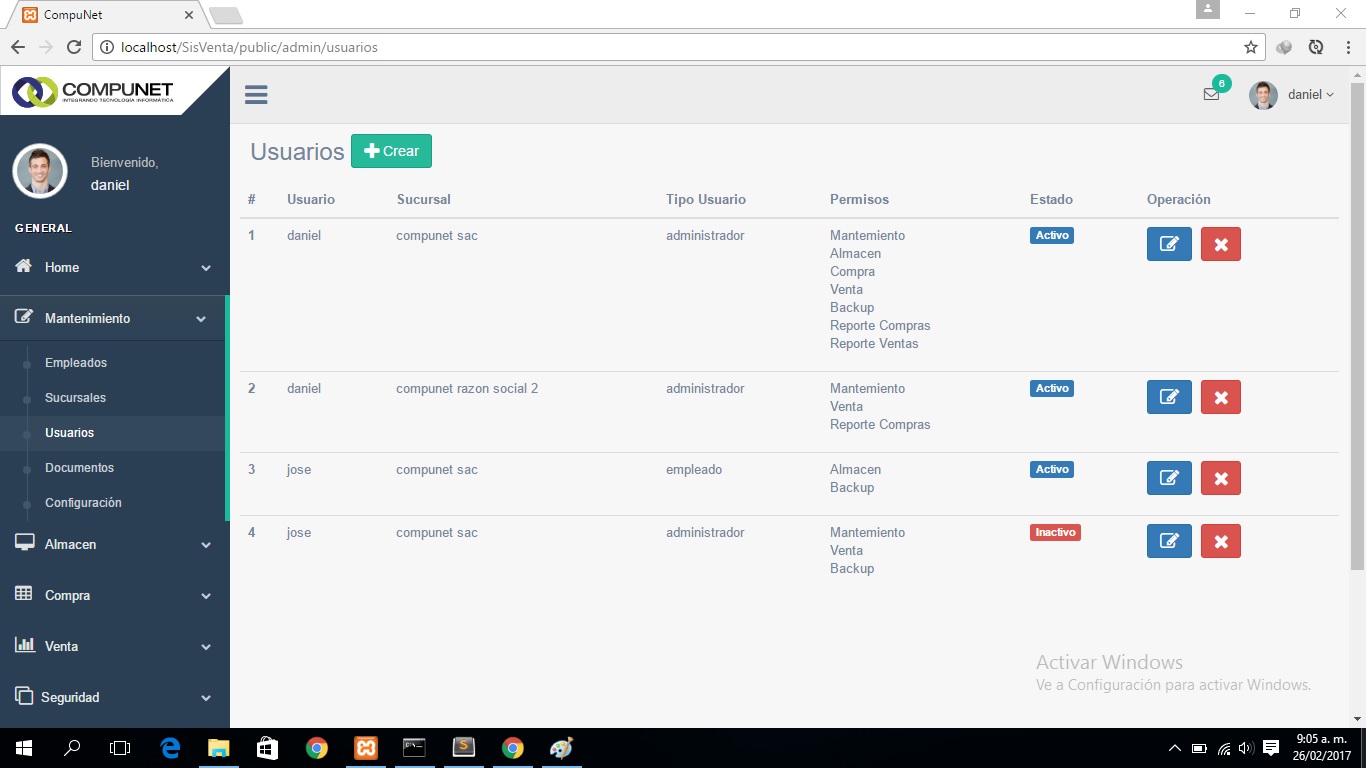 CompuNet
localhost/SisVenta/public/admin/usuarios
COMPUNET
INTEGRANDO TECNOLOGÍA INFORMÁTICA
6
daniel
Bienvenido,
daniel
GENERAL
Home
Mantenimiento
Empleados
Sucursales
Usuarios
Documentos
Configuración
Almacen
Compra
Venta
Seguridad
Usuarios Crear
# Usuario Sucursal Tipo Usuario Permisos Estado Operación
1 daniel compunet sac administrador Mantemiento Activo
Almacen
Compra
Venta
Backup
Reporte Compras
Reporte Ventas
2 daniel compunet razon social 2 administrador Mantemiento Activo
Venta
Reporte Compras
3 jose compunet sac empleado Almacen Activo
Backup
4 jose compunet sac administrador Mantemiento Inactivo
Venta
Backup
Activar Windows
Ve a Configuración para activar Windows.
9:05 a. m.
26/02/2017